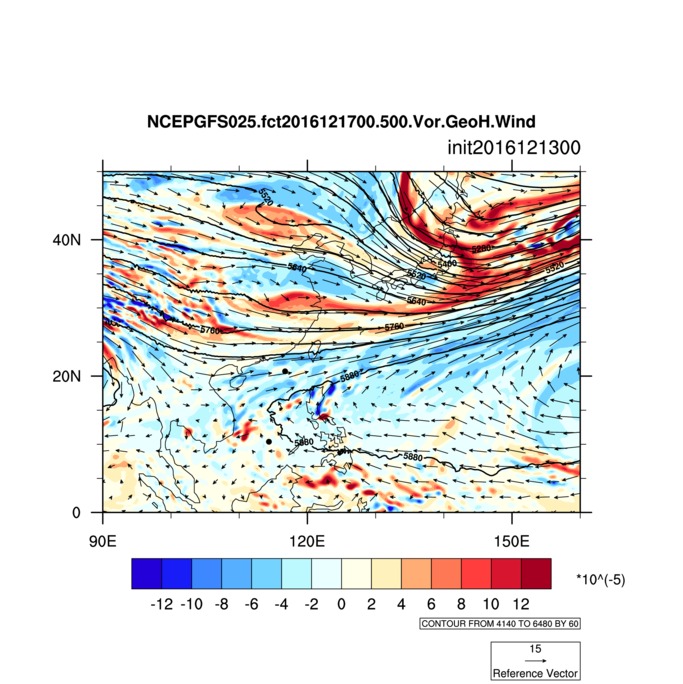 NCEPGFS025.fct2016121700.500.Vor.GeoH.Wind
init2016121300
40N
20N
0
90E 120E 150E
5520
5280
5400
5640
5520
5520
5640
5760
5760
5880
5880
5880
-12 -10 -8 -6 -4 -2 0 2 4 6 8 10 12
*10^(-5)
CONTOUR FROM 4140 TO 6480 BY 60
15
Reference Vector